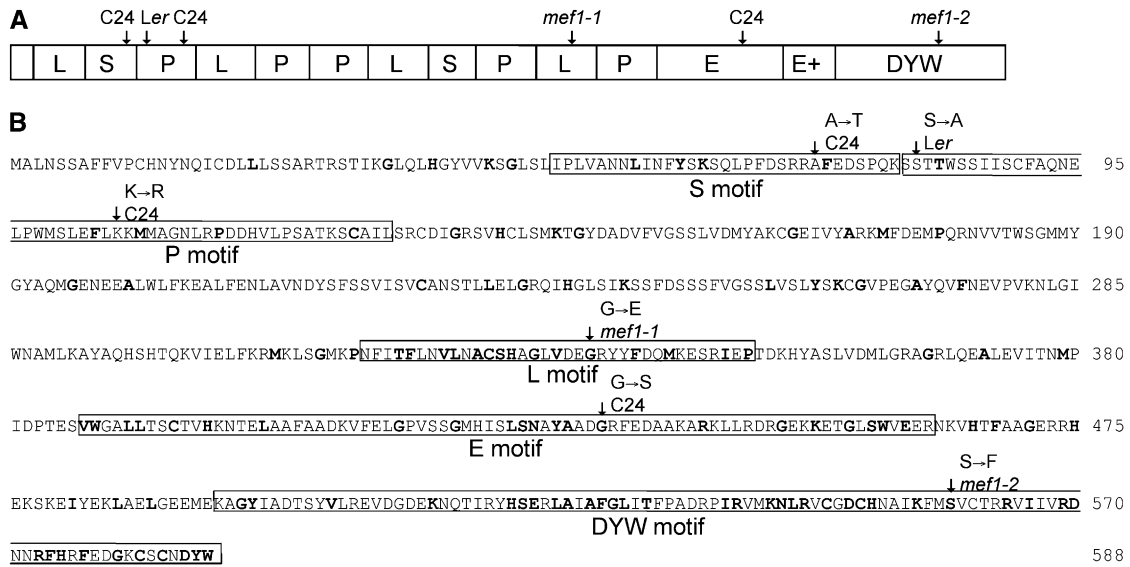 A
C24 Ler C24 mef1-1 C24 mef1-2
L S P L P P L S P L P E E+ DYW
B
A→T S→A
C24 Ler
MALNSSAFFVPCHNYNQICDLLLSSARTRSTIKGLQLHGYVVKSGLSLIPLVANNLINFYSKSQLPFDSRRAFEDSPQKSSTTWSSIISCFAQNE 95
S motif
K→R
C24
LPWMSLEFLKKMMAGNLRPDDHVLPSATKSCAILSRCDIGRSVHCLSMKTGYDADVFVGSSLVDMYAKCGEIVYARKMFDEMPQRNVVTWSGMMY 190
P motif
GYAQMGENEEALWLFKEALFENLAVNDYSFSSVISVCANSTLLELGRQIHGLSIKSSFDSSSFVGSSLVSLYSKCGVPEGAYQVFNEVPVKNLGI 285
G→E
mef1-1
WNAMLKAYAQHSHTQKVIELFKRMKLSGMKPNFITFLNVLNACSHAGLVDEGRYYFDQMKESRIEPTDKHYASLVDMLGRAGRLQEALEVITNMP 380
L motif
G→S
C24
IDPTESVWGALLTSCTVHKNTELAAFAADKVFELGPVSSGMHISLSNAYAADGRFEDAAKARKLLRDRGEKKETGLSWVEERNKVHTFAAGERRH 475
E motif
S→F
mef1-2
EKSKEIYEKLAELGEEMEKAGYIADTSYVLREVDGDEKNQTIRYHSERLAIAFGLITFPADRPIRVMKNLRVCGDCHNAIKFMSVCTRRVIIVRD 570
DYW motif
NNRFHRFEDGKCSCNDYW 588